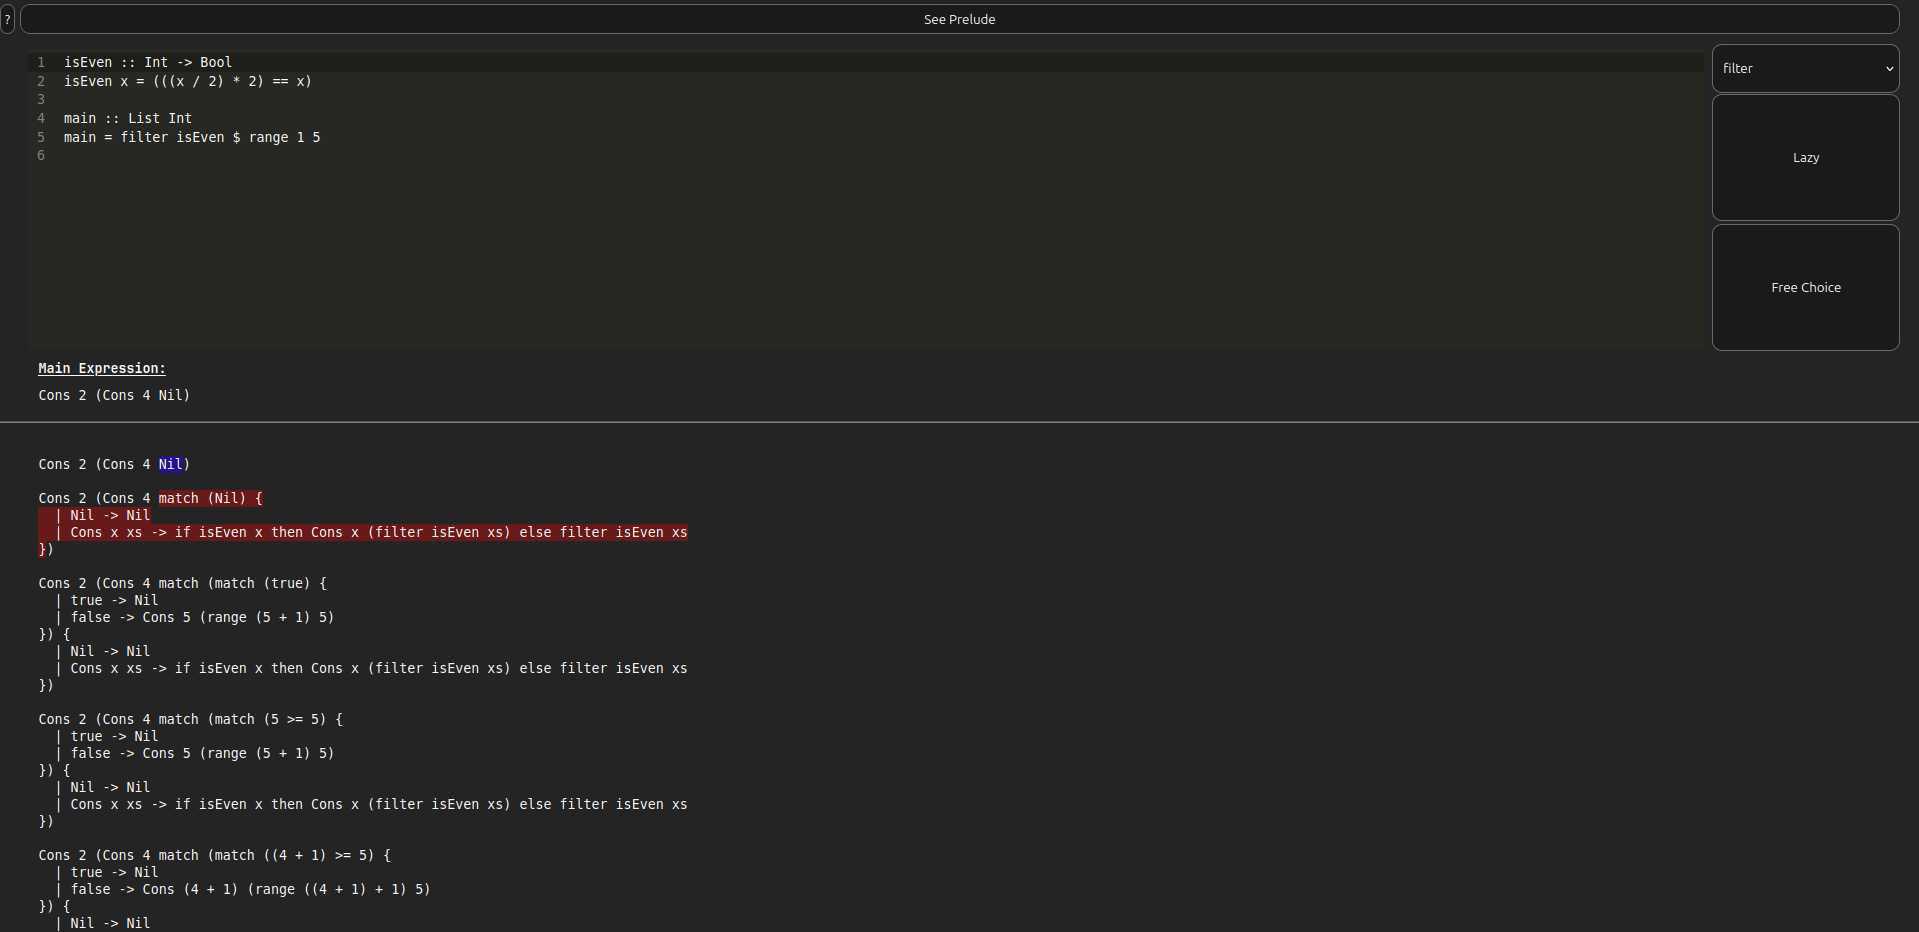 ?
See Prelude
1 isEven :: Int -> Bool
2 isEven x = (((x / 2) * 2) == x)
3
4 main :: List Int
5 main = filter isEven $ range 1 5
6
filter
Lazy
Free Choice
Main Expression:
Cons 2 (Cons 4 Nil)
Cons 2 (Cons 4 Nil)
Cons 2 (Cons 4 match (Nil) {
  | Nil -> Nil
  | Cons x xs -> if isEven x then Cons x (filter isEven xs) else filter isEven xs
})
Cons 2 (Cons 4 match (match (true) {
  | true -> Nil
  | false -> Cons 5 (range (5 + 1) 5)
}) {
  | Nil -> Nil
  | Cons x xs -> if isEven x then Cons x (filter isEven xs) else filter isEven xs
})
Cons 2 (Cons 4 match (match (5 >= 5) {
  | true -> Nil
  | false -> Cons 5 (range (5 + 1) 5)
}) {
  | Nil -> Nil
  | Cons x xs -> if isEven x then Cons x (filter isEven xs) else filter isEven xs
})
Cons 2 (Cons 4 match (match ((4 + 1) >= 5) {
  | true -> Nil
  | false -> Cons (4 + 1) (range ((4 + 1) + 1) 5)
}) {
  | Nil -> Nil